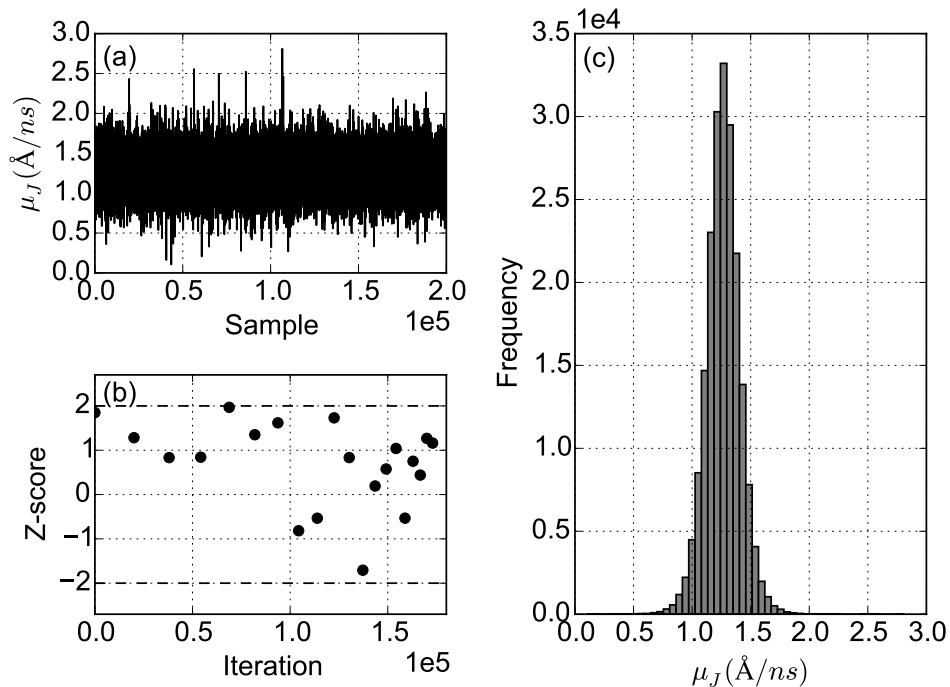 (a)
μ_J(Å/ns)
3.0
2.5
2.0
1.5
1.0
0.5
0.0
0.0 0.5 1.0 1.5 2.0
Sample 1e5
(b)
Z-score
2
1
0
−1
−2
0.0 0.5 1.0 1.5
Iteration 1e5
1e4
(c)
Frequency
3.5
3.0
2.5
2.0
1.5
1.0
0.5
0.0
0.0 0.5 1.0 1.5 2.0 2.5 3.0
μ_J(Å/ns)